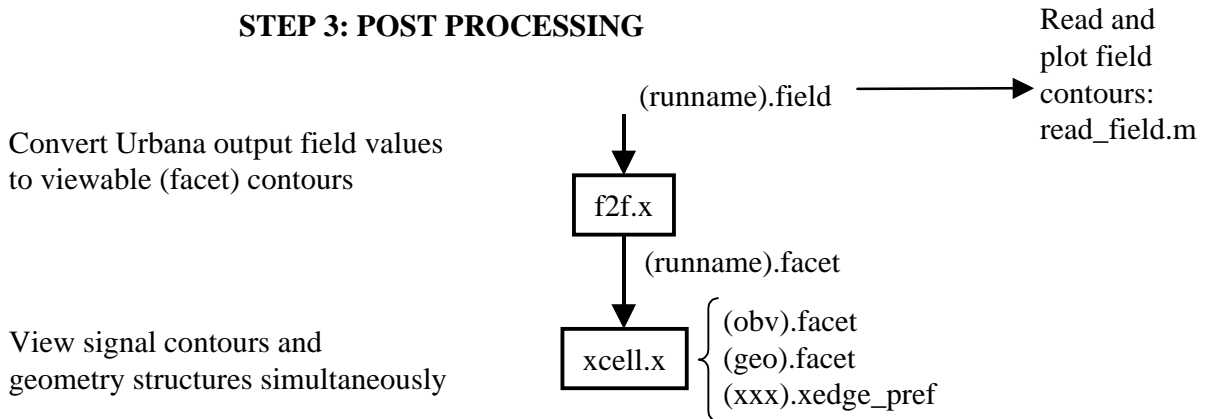 STEP 3: POST PROCESSING
Read and
plot field
contours:
read_field.m
(runname).field
Convert Urbana output field values
to viewable (facet) contours
f2f.x
(runname).facet
View signal contours and
geometry structures simultaneously
xcell.x
(obv).facet
(geo).facet
(xxx).xedge_pref